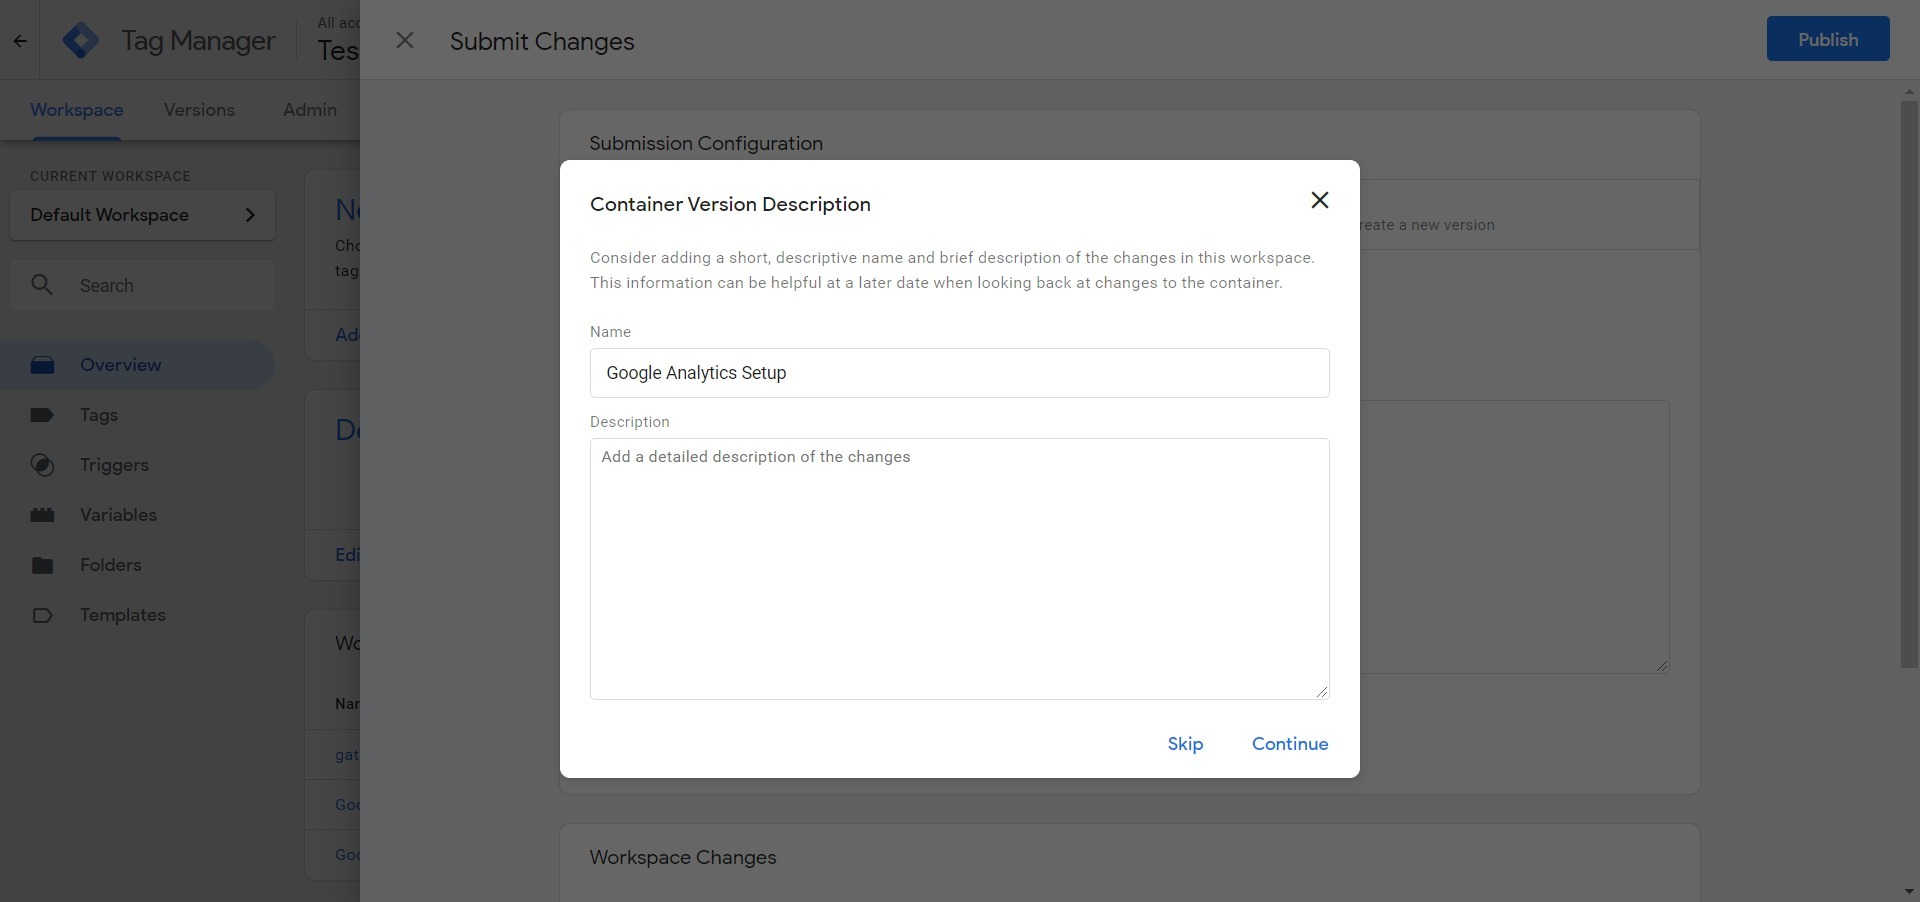 All acc
Tag Manager
Tes
Submit Changes
Publish
Workspace
Versions
Admin
CURRENT WORKSPACE
Default Workspace
Search
Overview
Tags
Triggers
Variables
Folders
Templates
Ne
Cho
tag
Add
De
Edi
Wo
Nar
gat
Goo
Goo
Submission Configuration
reate a new version
Container Version Description
Consider adding a short, descriptive name and brief description of the changes in this workspace.
This information can be helpful at a later date when looking back at changes to the container.
Name
Google Analytics Setup
Description
Add a detailed description of the changes
Skip
Continue
Workspace Changes